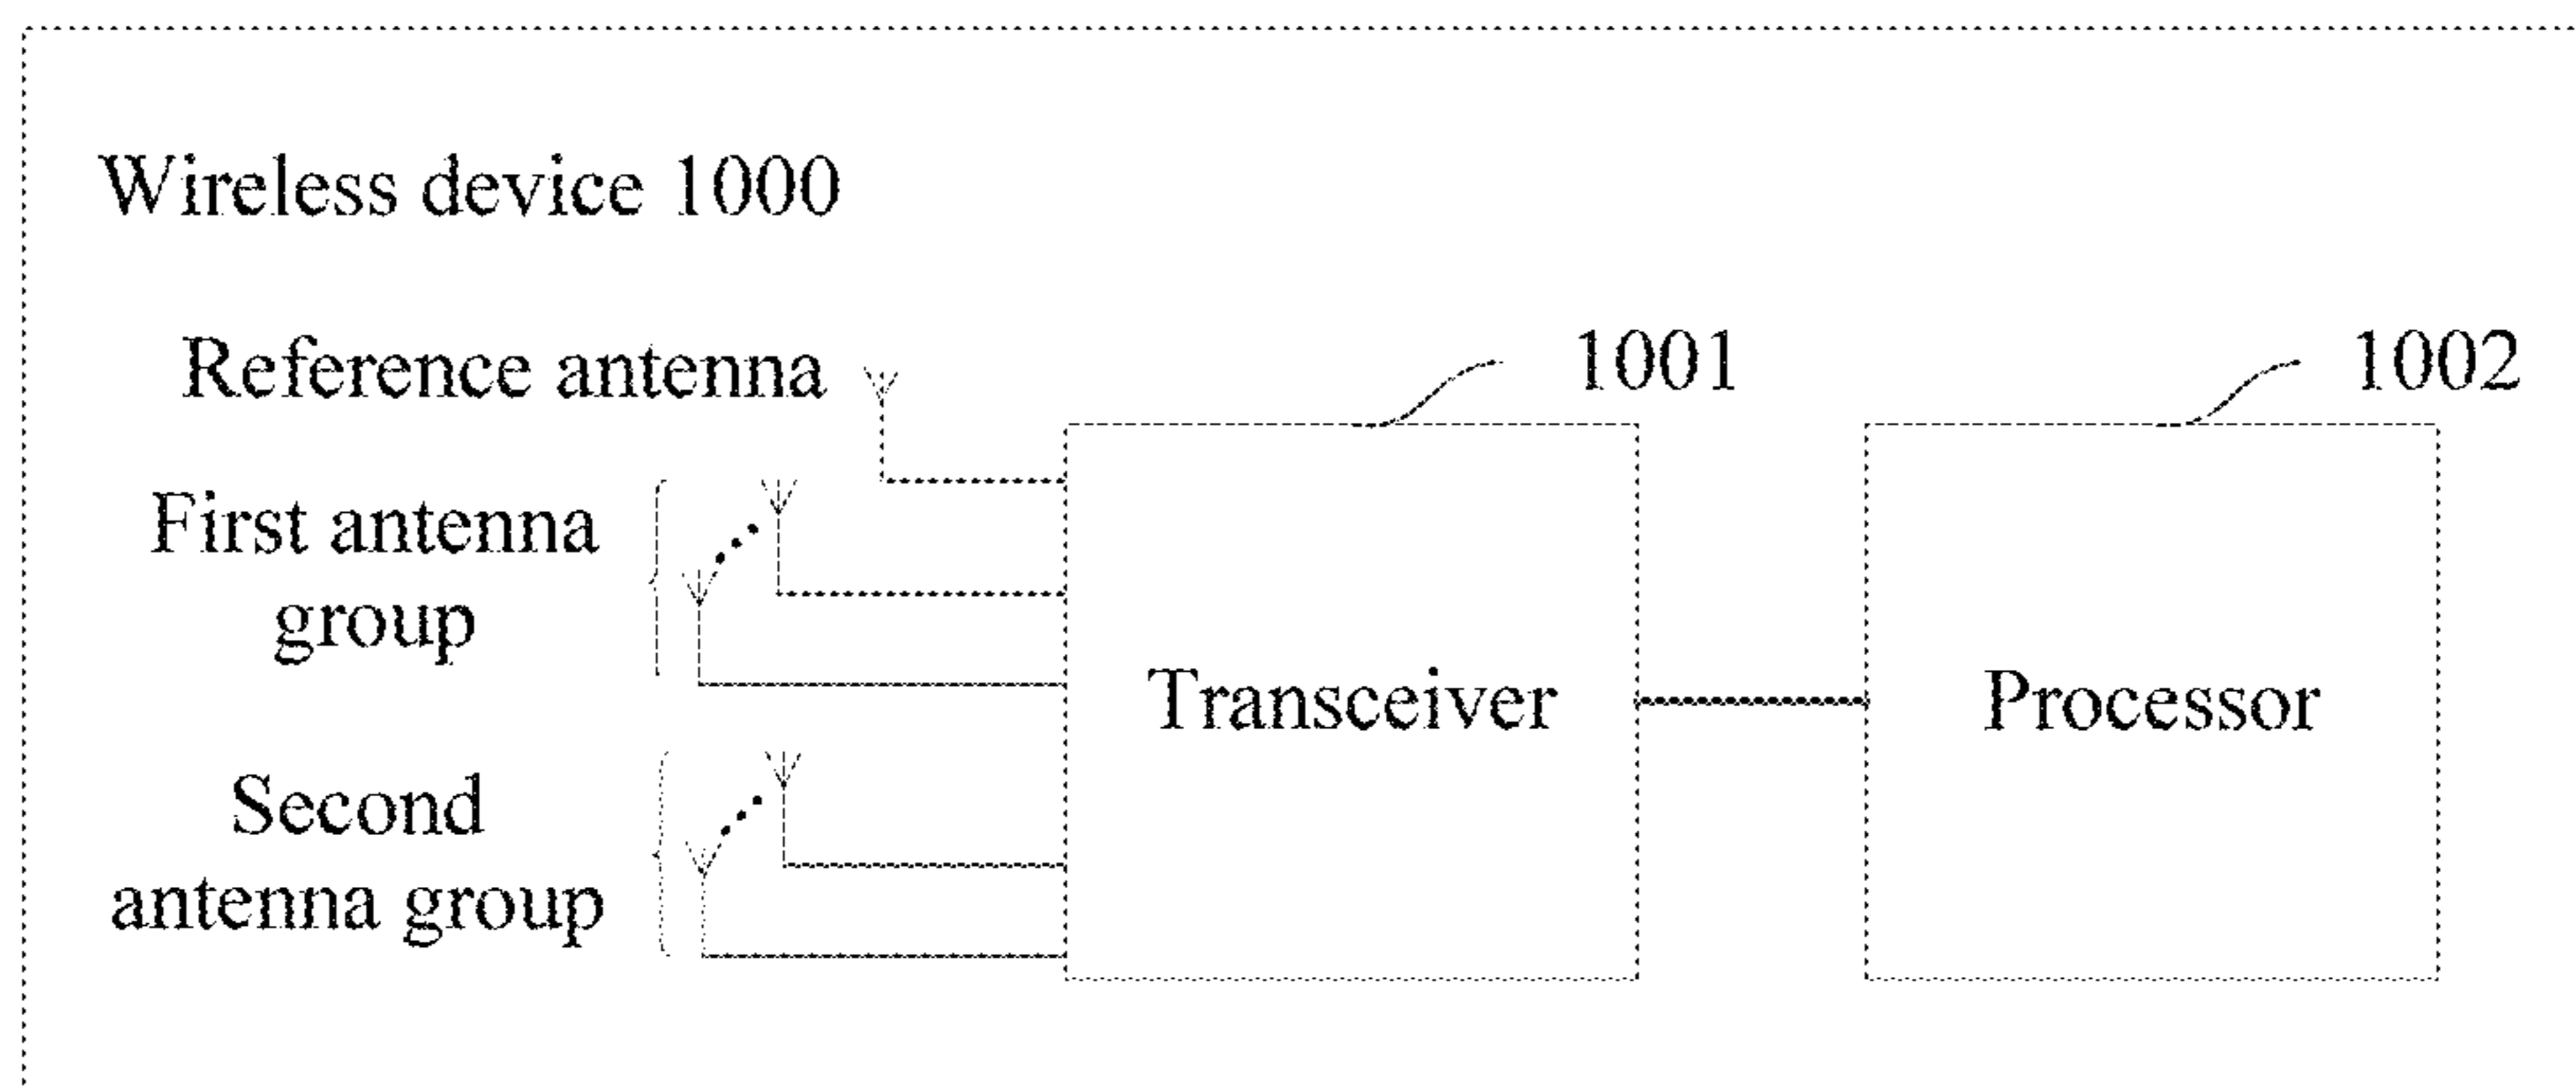 Wireless device 1000
Reference antenna
1001
1002
First antenna
group
Transceiver
Processor
Second
antenna group